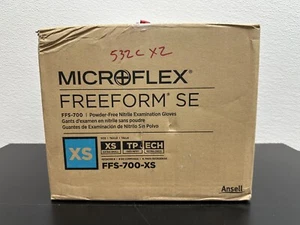 532C X2
MICROFLEX®
FREEFORM® SE
FFS-700 | Powder-Free Nitrile Examination Gloves
Gants d'examen en nitrile sans poudre
Guantes de Examinación de Nitrilo Sin Polvo
XS
XS TP ECH
FFS-700-XS
Ansell